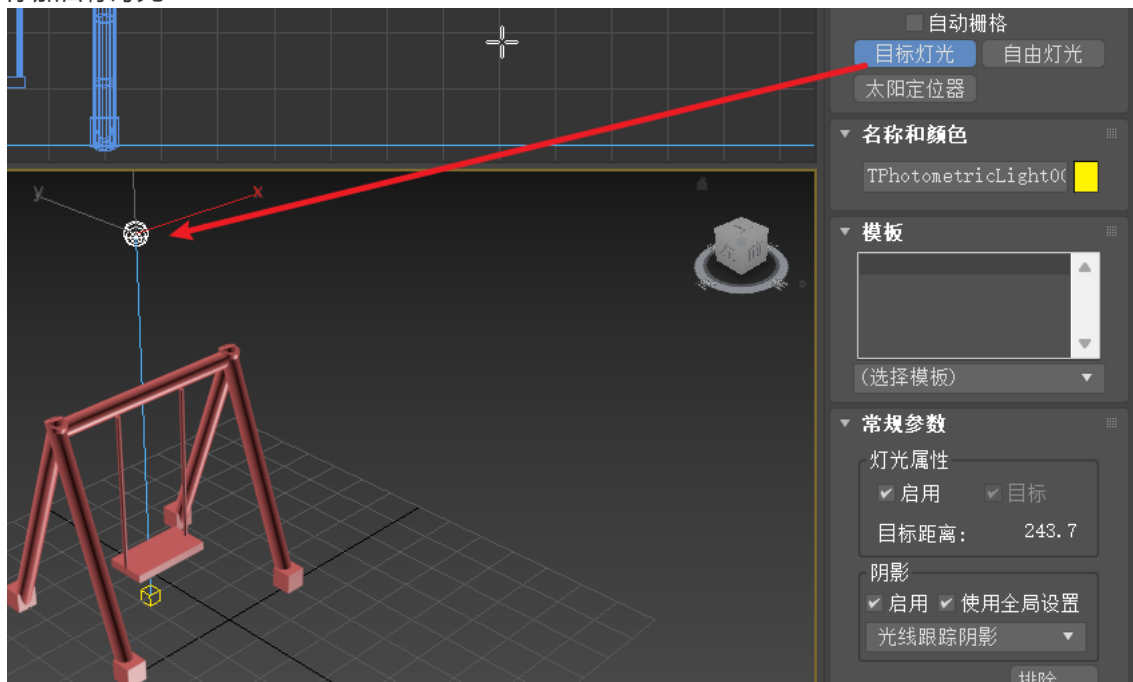 自动栅格
目标灯光 自由灯光
太阳定位器
名称和颜色
TPhotometricLight0
模板
(选择模板)
常规参数
灯光属性
启用 目标
目标距离: 243.7
阴影
启用 使用全局设置
光线跟踪阴影
y
x